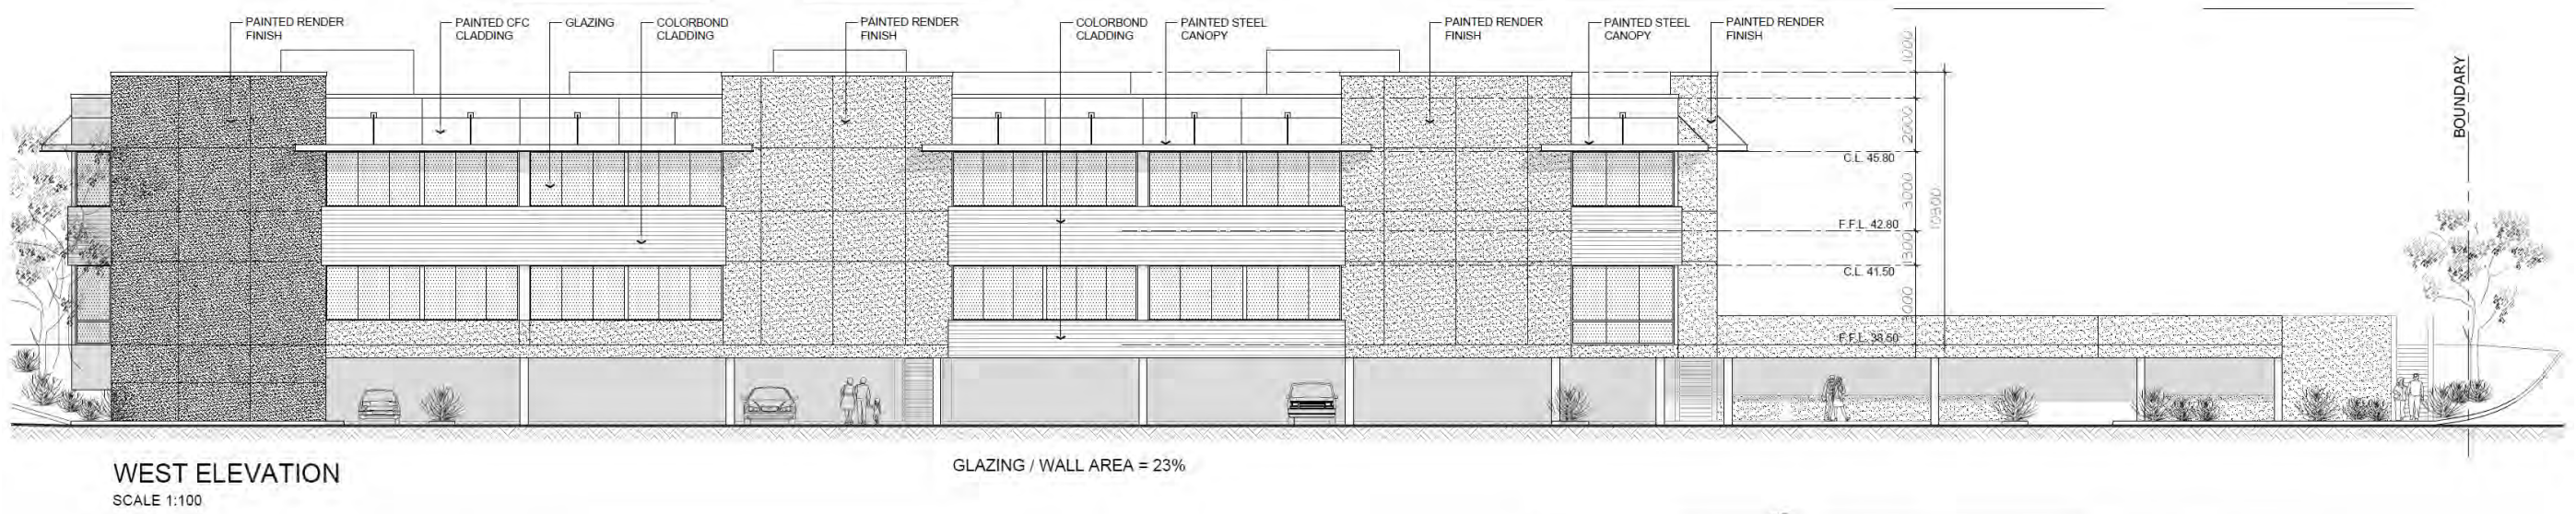 PAINTED RENDER
FINISH
PAINTED CFC
CLADDING
GLAZING
COLORBOND
CLADDING
PAINTED RENDER
FINISH
COLORBOND
CLADDING
PAINTED STEEL
CANOPY
PAINTED RENDER
FINISH
PAINTED STEEL
CANOPY
PAINTED RENDER
FINISH
1000
BOUNDARY
2000
C.L. 45.80
3000
10800
F.F.L. 42.80
1300
C.L. 41.50
3000
F.F.L. 38.50
WEST ELEVATION
SCALE 1:100
GLAZING / WALL AREA = 23%